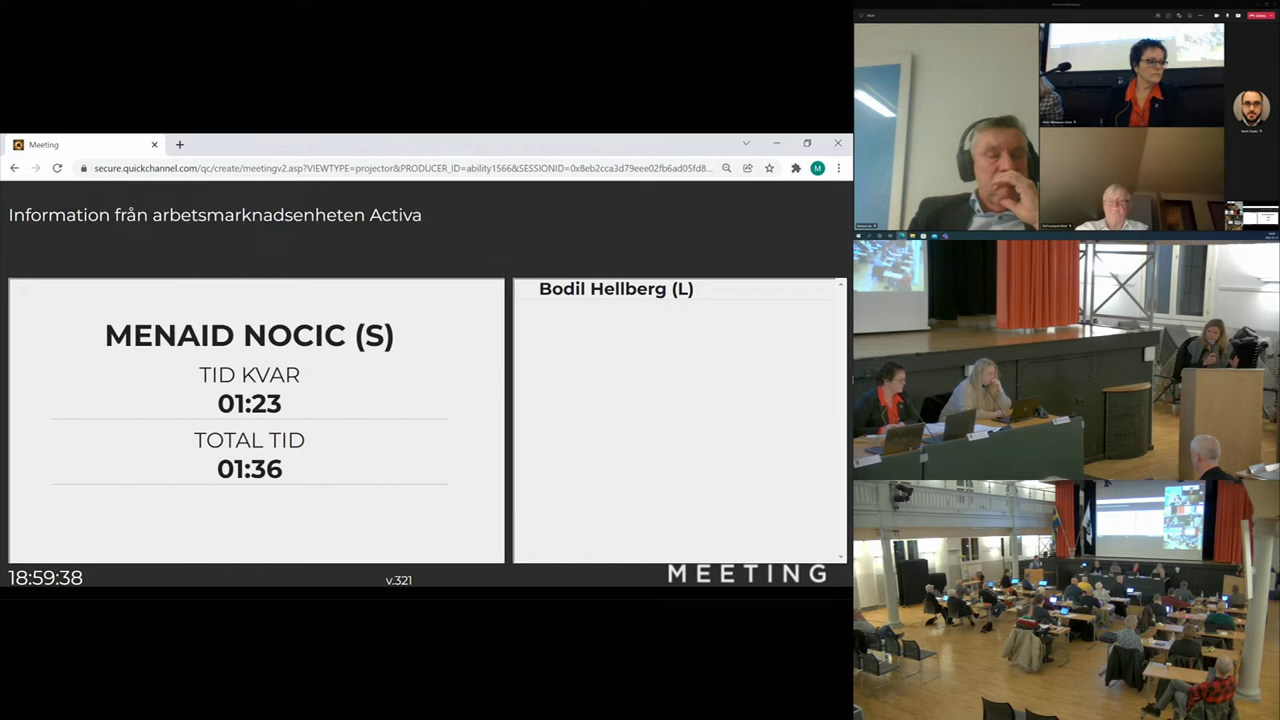 Meeting
secure.quickchannel.com/qc/create/meetingv2.asp?VIEWTYPE=projector&PRODUCER_ID=ability1566&SESSIONID=0x8eb2cca3d79eee02fb6ad05fd8...
M
Information från arbetsmarknadsenheten Activa
MENAID NOCIC (S)
TID KVAR
01:23
TOTAL TID
01:36
Bodil Hellberg (L)
18:59:38
v.321
MEETING